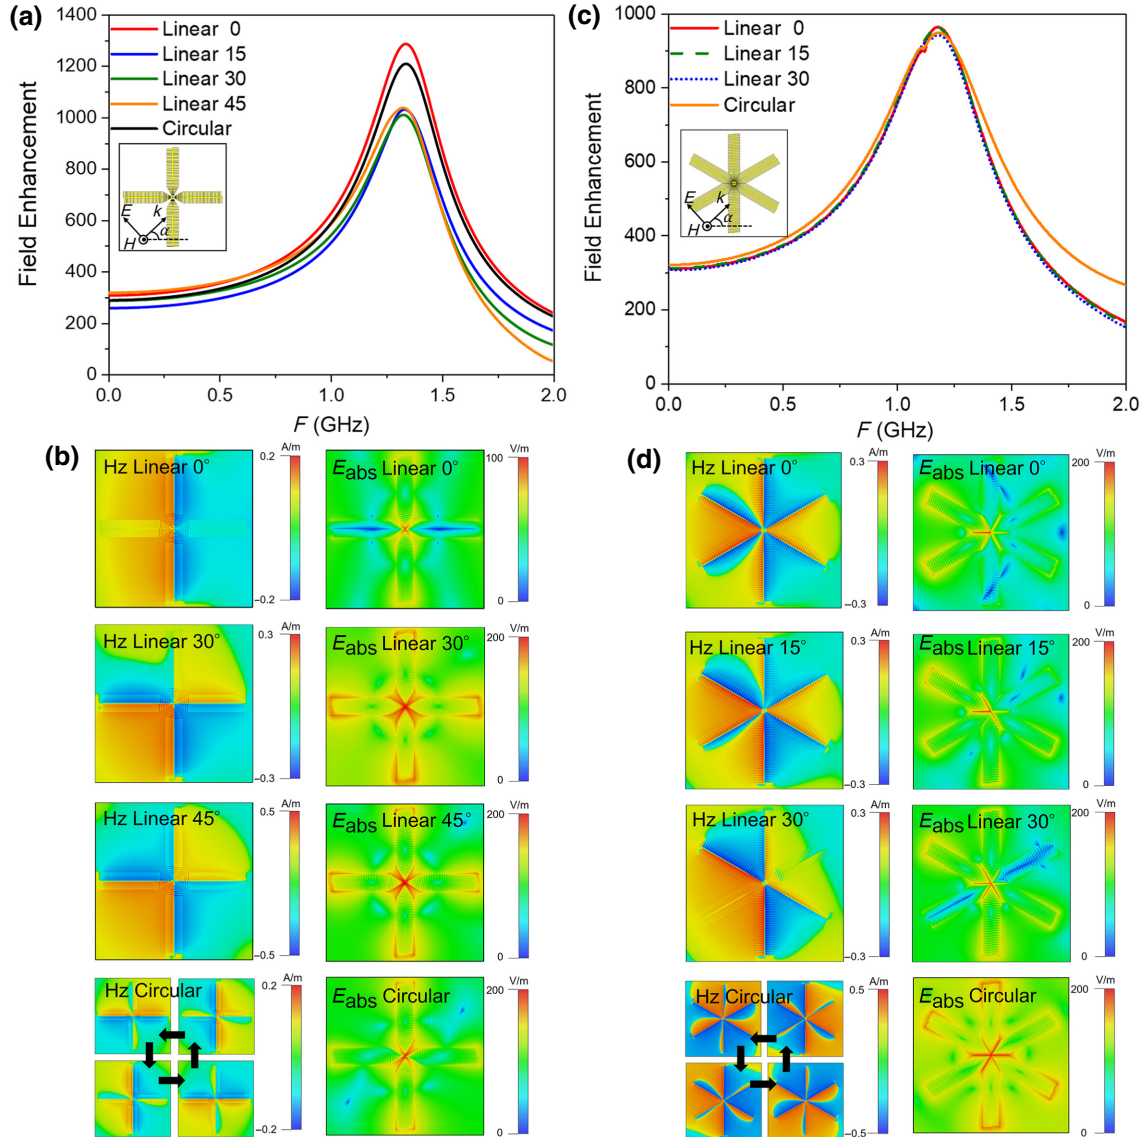 (a)
1400
1200
1000
800
600
400
200
0
Field Enhancement
Linear 0
Linear 15
Linear 30
Linear 45
Circular
E
k
α
H
0.0
0.5
1.0
1.5
2.0
F (GHz)
(c)
1000
800
600
400
200
0
Field Enhancement
Linear 0
Linear 15
Linear 30
Circular
E
k
α
H
0.0
0.5
1.0
1.5
2.0
F (GHz)
(b)
Hz Linear 0°
A/m
0.2
−0.2
Eabs Linear 0°
V/m
100
0
Hz Linear 30°
A/m
0.3
−0.3
Eabs Linear 30°
V/m
200
0
Hz Linear 45°
A/m
0.5
−0.5
Eabs Linear 45°
V/m
200
0
Hz Circular
A/m
0.2
−0.2
Eabs Circular
V/m
200
0
(d)
Hz Linear 0°
A/m
0.3
−0.3
Eabs Linear 0°
V/m
200
0
Hz Linear 15°
A/m
0.3
−0.3
Eabs Linear 15°
V/m
200
0
Hz Linear 30°
A/m
0.3
−0.3
Eabs Linear 30°
V/m
200
0
Hz Circular
A/m
0.5
−0.5
Eabs Circular
V/m
200
0